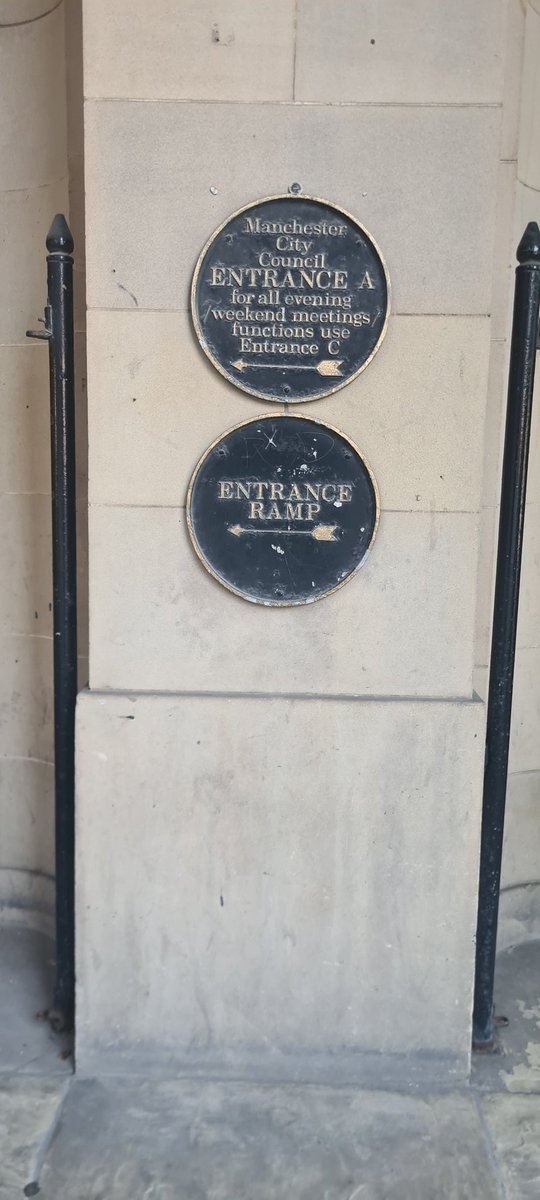 Manchester
City
Council
ENTRANCE A
for all evening
/weekend meetings/
functions use
Entrance C
ENTRANCE
RAMP